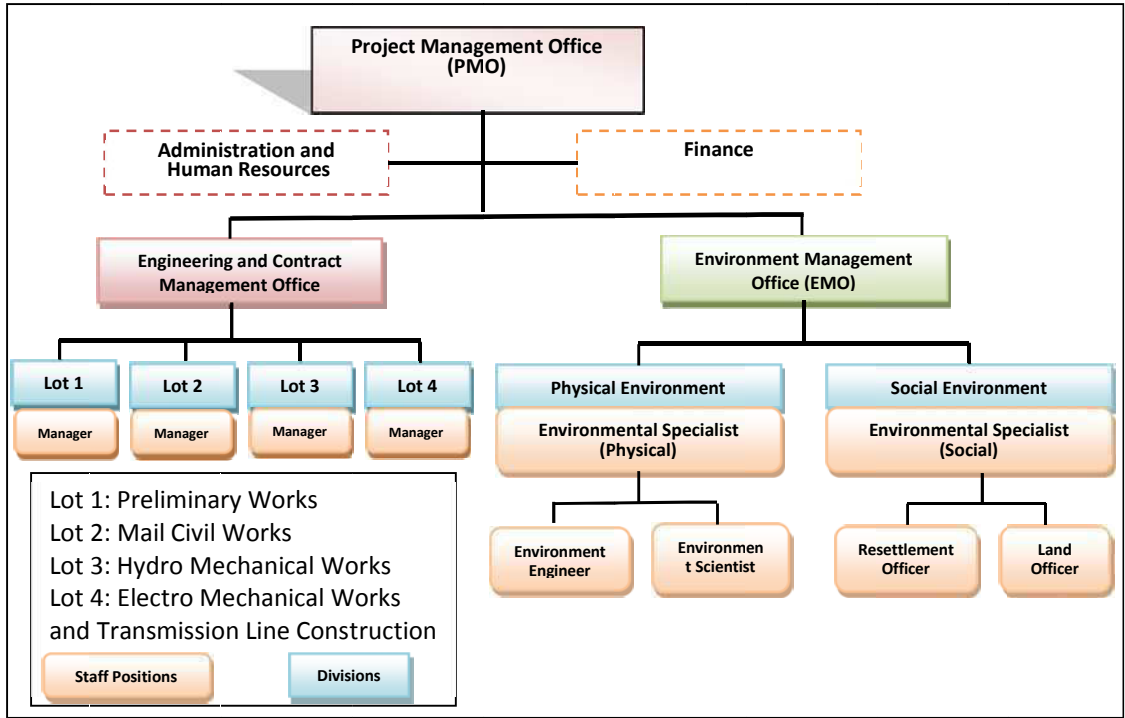 Project Management Office
(PMO)
Administration and
Human Resources
Finance
Engineering and Contract
Management Office
Environment Management
Office (EMO)
Lot 1
Lot 2
Lot 3
Lot 4
Manager
Manager
Manager
Manager
Physical Environment
Social Environment
Environmental Specialist
(Physical)
Environmental Specialist
(Social)
Environment
Engineer
Environmen
t Scientist
Resettlement
Officer
Land
Officer
Lot 1: Preliminary Works
Lot 2: Mail Civil Works
Lot 3: Hydro Mechanical Works
Lot 4: Electro Mechanical Works
and Transmission Line Construction
Staff Positions
Divisions